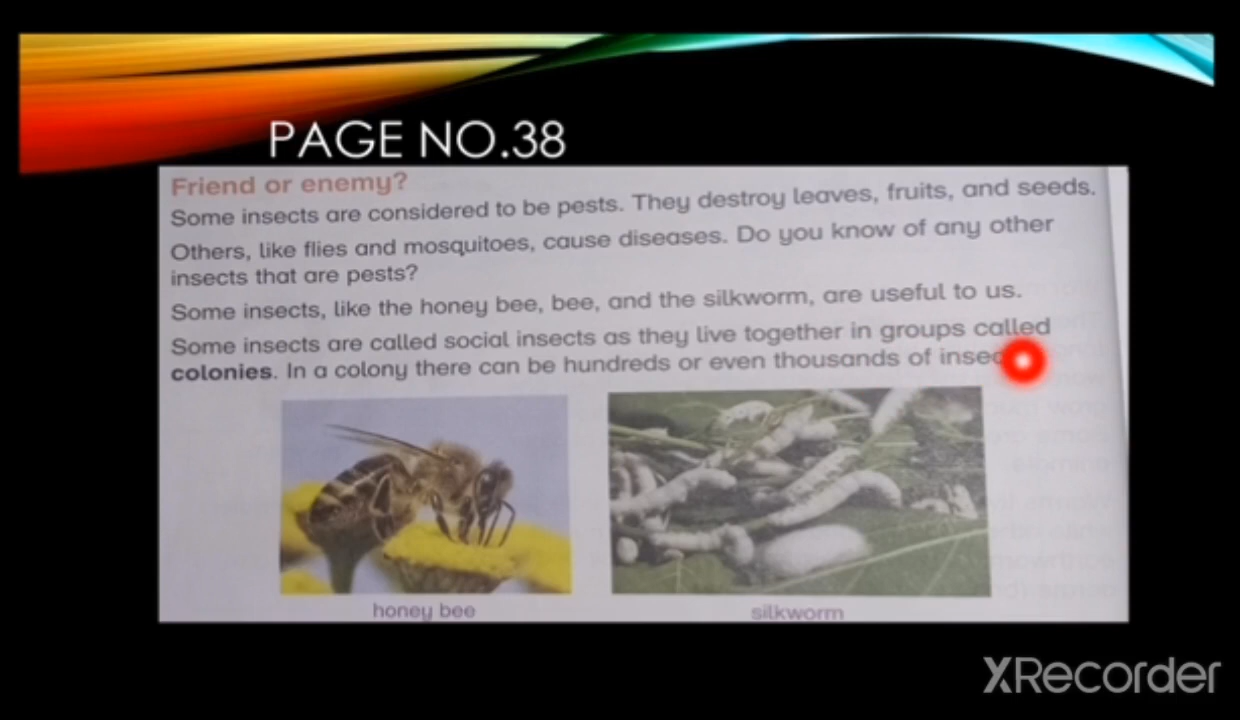 PAGE NO.38
Friend or enemy?
Some insects are considered to be pests. They destroy leaves, fruits, and seeds.
Others, like flies and mosquitoes, cause diseases. Do you know of any other
insects that are pests?
Some insects, like the honey bee, bee, and the silkworm, are useful to us.
Some insects are called social insects as they live together in groups called
colonies. In a colony there can be hundreds or even thousands of
honey bee
silkworm
XRecorder